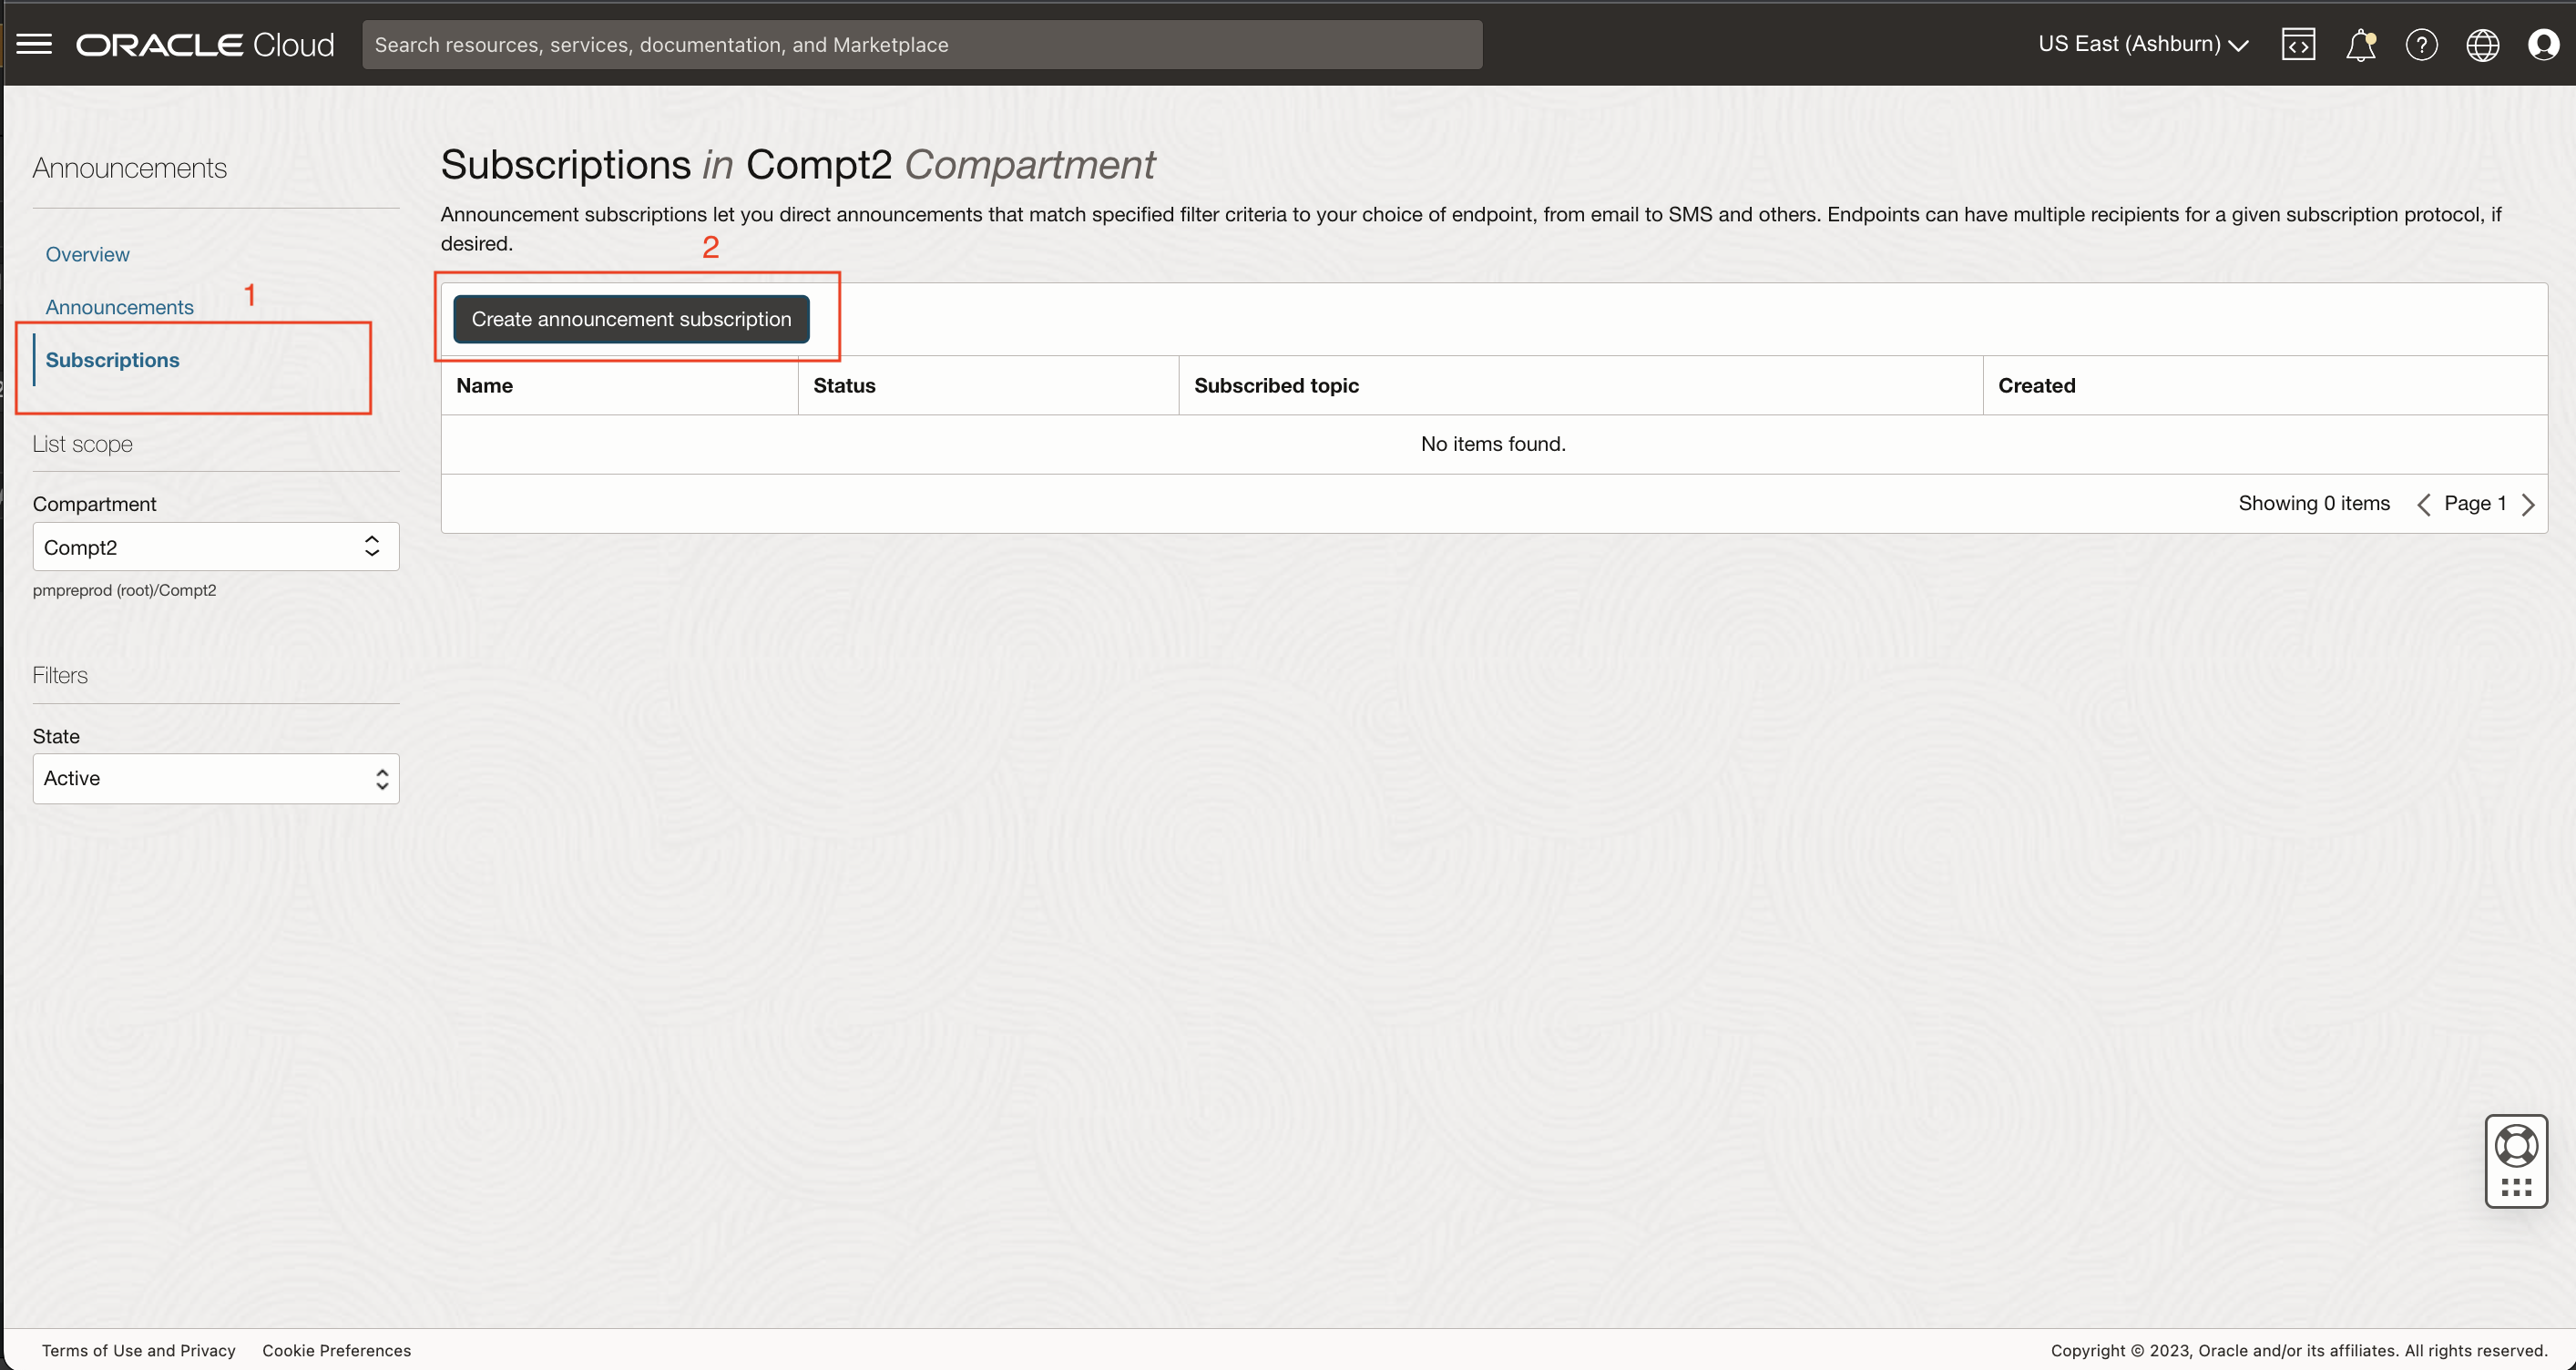 ORACLE Cloud
Search resources, services, documentation, and Marketplace
US East (Ashburn)
Announcements
Overview
Announcements
1
Subscriptions
List scope
Compartment
Compt2
pmpreprod (root)/Compt2
Filters
State
Active
Subscriptions in Compt2 Compartment
Announcement subscriptions let you direct announcements that match specified filter criteria to your choice of endpoint, from email to SMS and others. Endpoints can have multiple recipients for a given subscription protocol, if
desired.
2
Create announcement subscription
Name Status Subscribed topic Created
No items found.
Showing 0 items Page 1
Terms of Use and Privacy Cookie Preferences
Copyright © 2023, Oracle and/or its affiliates. All rights reserved.